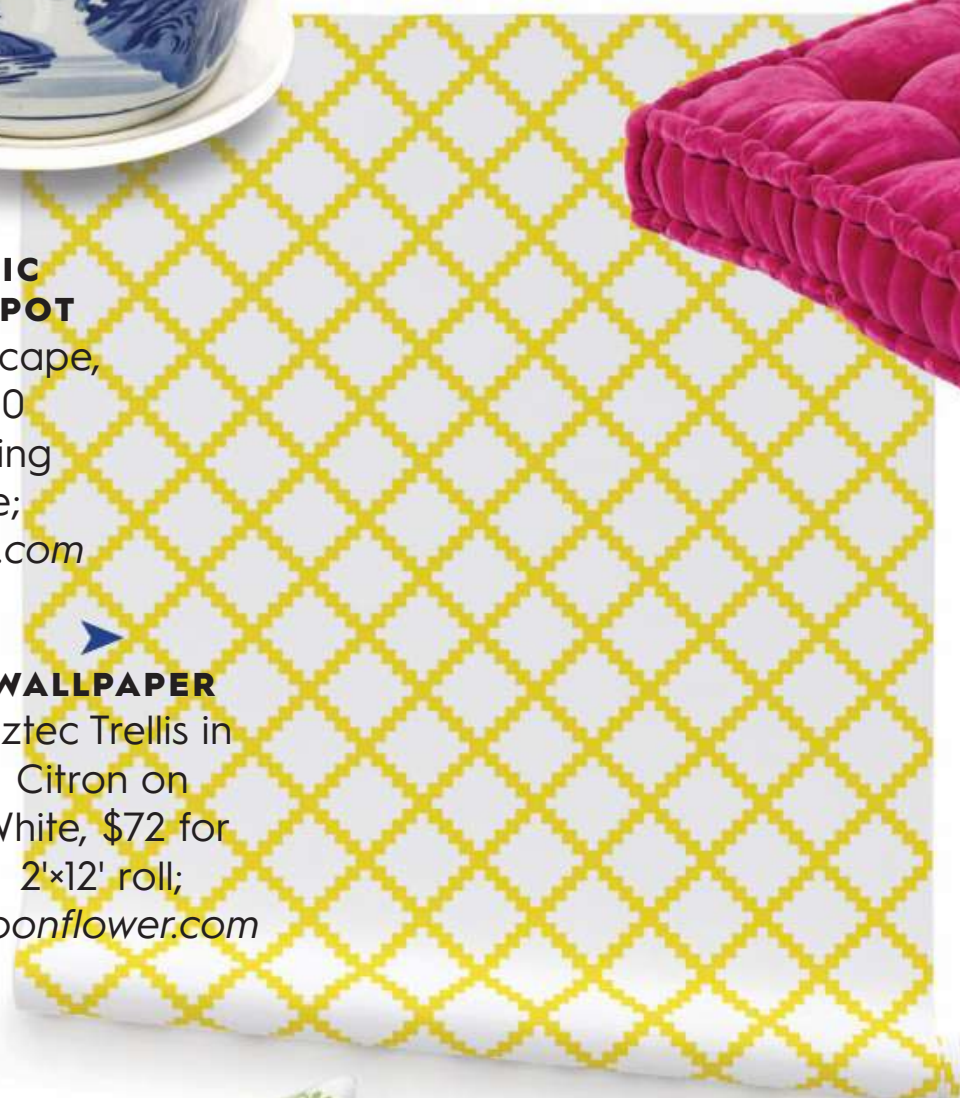 IC
POT
cape,
0
ing
e;
.com
WALLPAPER
ztec Trellis in
Citron on
White, $72 for
2'×12' roll;
oonflower.com